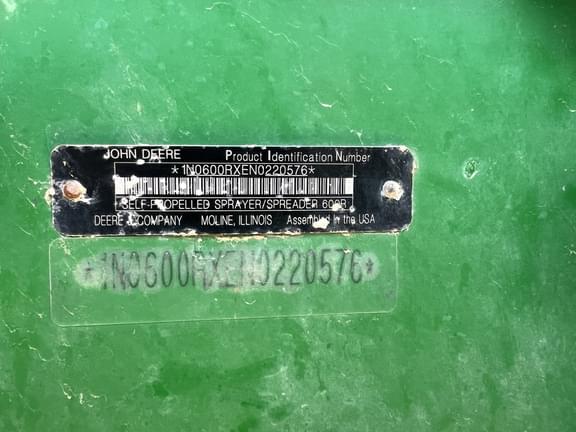 JOHN DEERE Product Identification Number
*1N0600RXEN0220576*
SELF-PROPELLED SPRAYER/SPREADER 600R
DEERE & COMPANY MOLINE, ILLINOIS Assembled in the USA
*1N0600RXEN0220576*